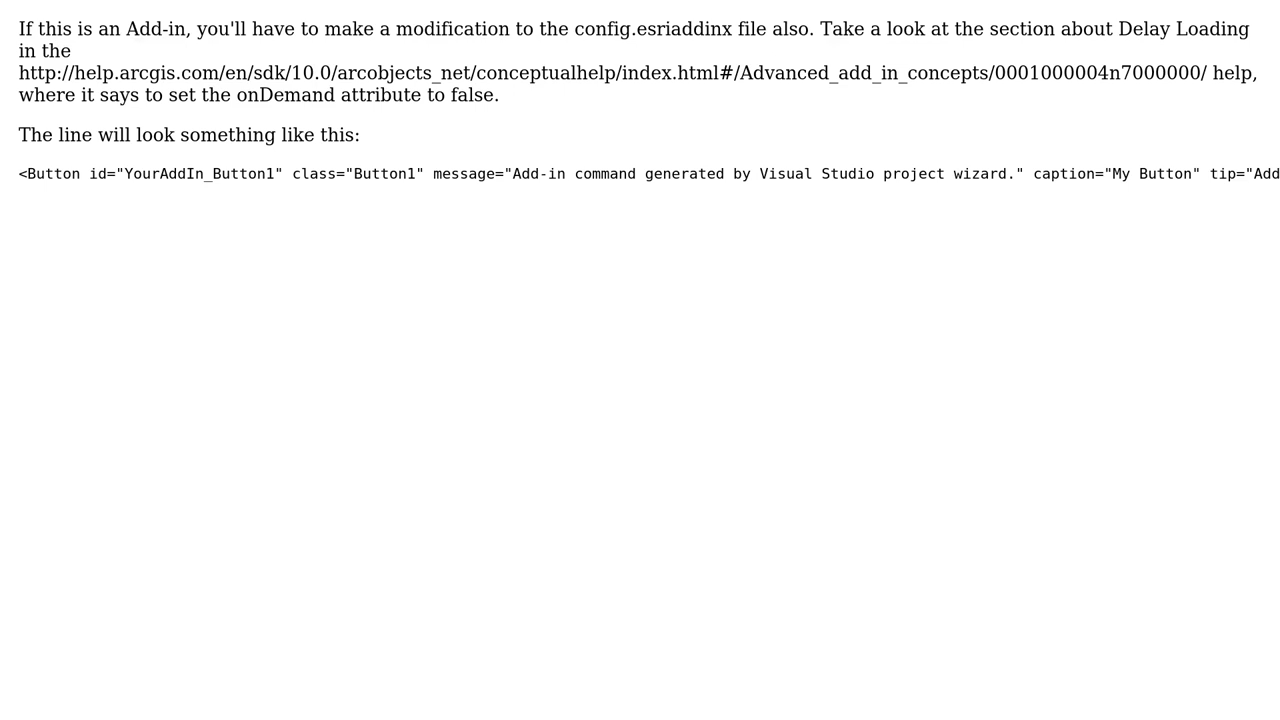 If this is an Add-in, you'll have to make a modification to the config.esriaddinx file also. Take a look at the section about Delay Loading
in the
http://help.arcgis.com/en/sdk/10.0/arcobjects_net/conceptualhelp/index.html#/Advanced_add_in_concepts/0001000004n7000000/ help,
where it says to set the onDemand attribute to false.
The line will look something like this:
<Button id="YourAddIn_Button1" class="Button1" message="Add-in command generated by Visual Studio project wizard." caption="My Button" tip="Add